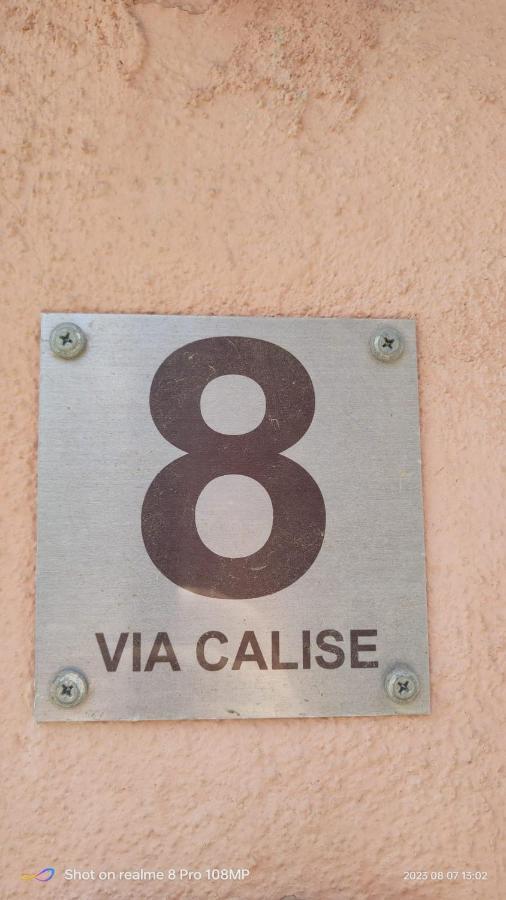 8
VIA CALISE
Shot on realme 8 Pro 108MP
2023 08 07 13:02